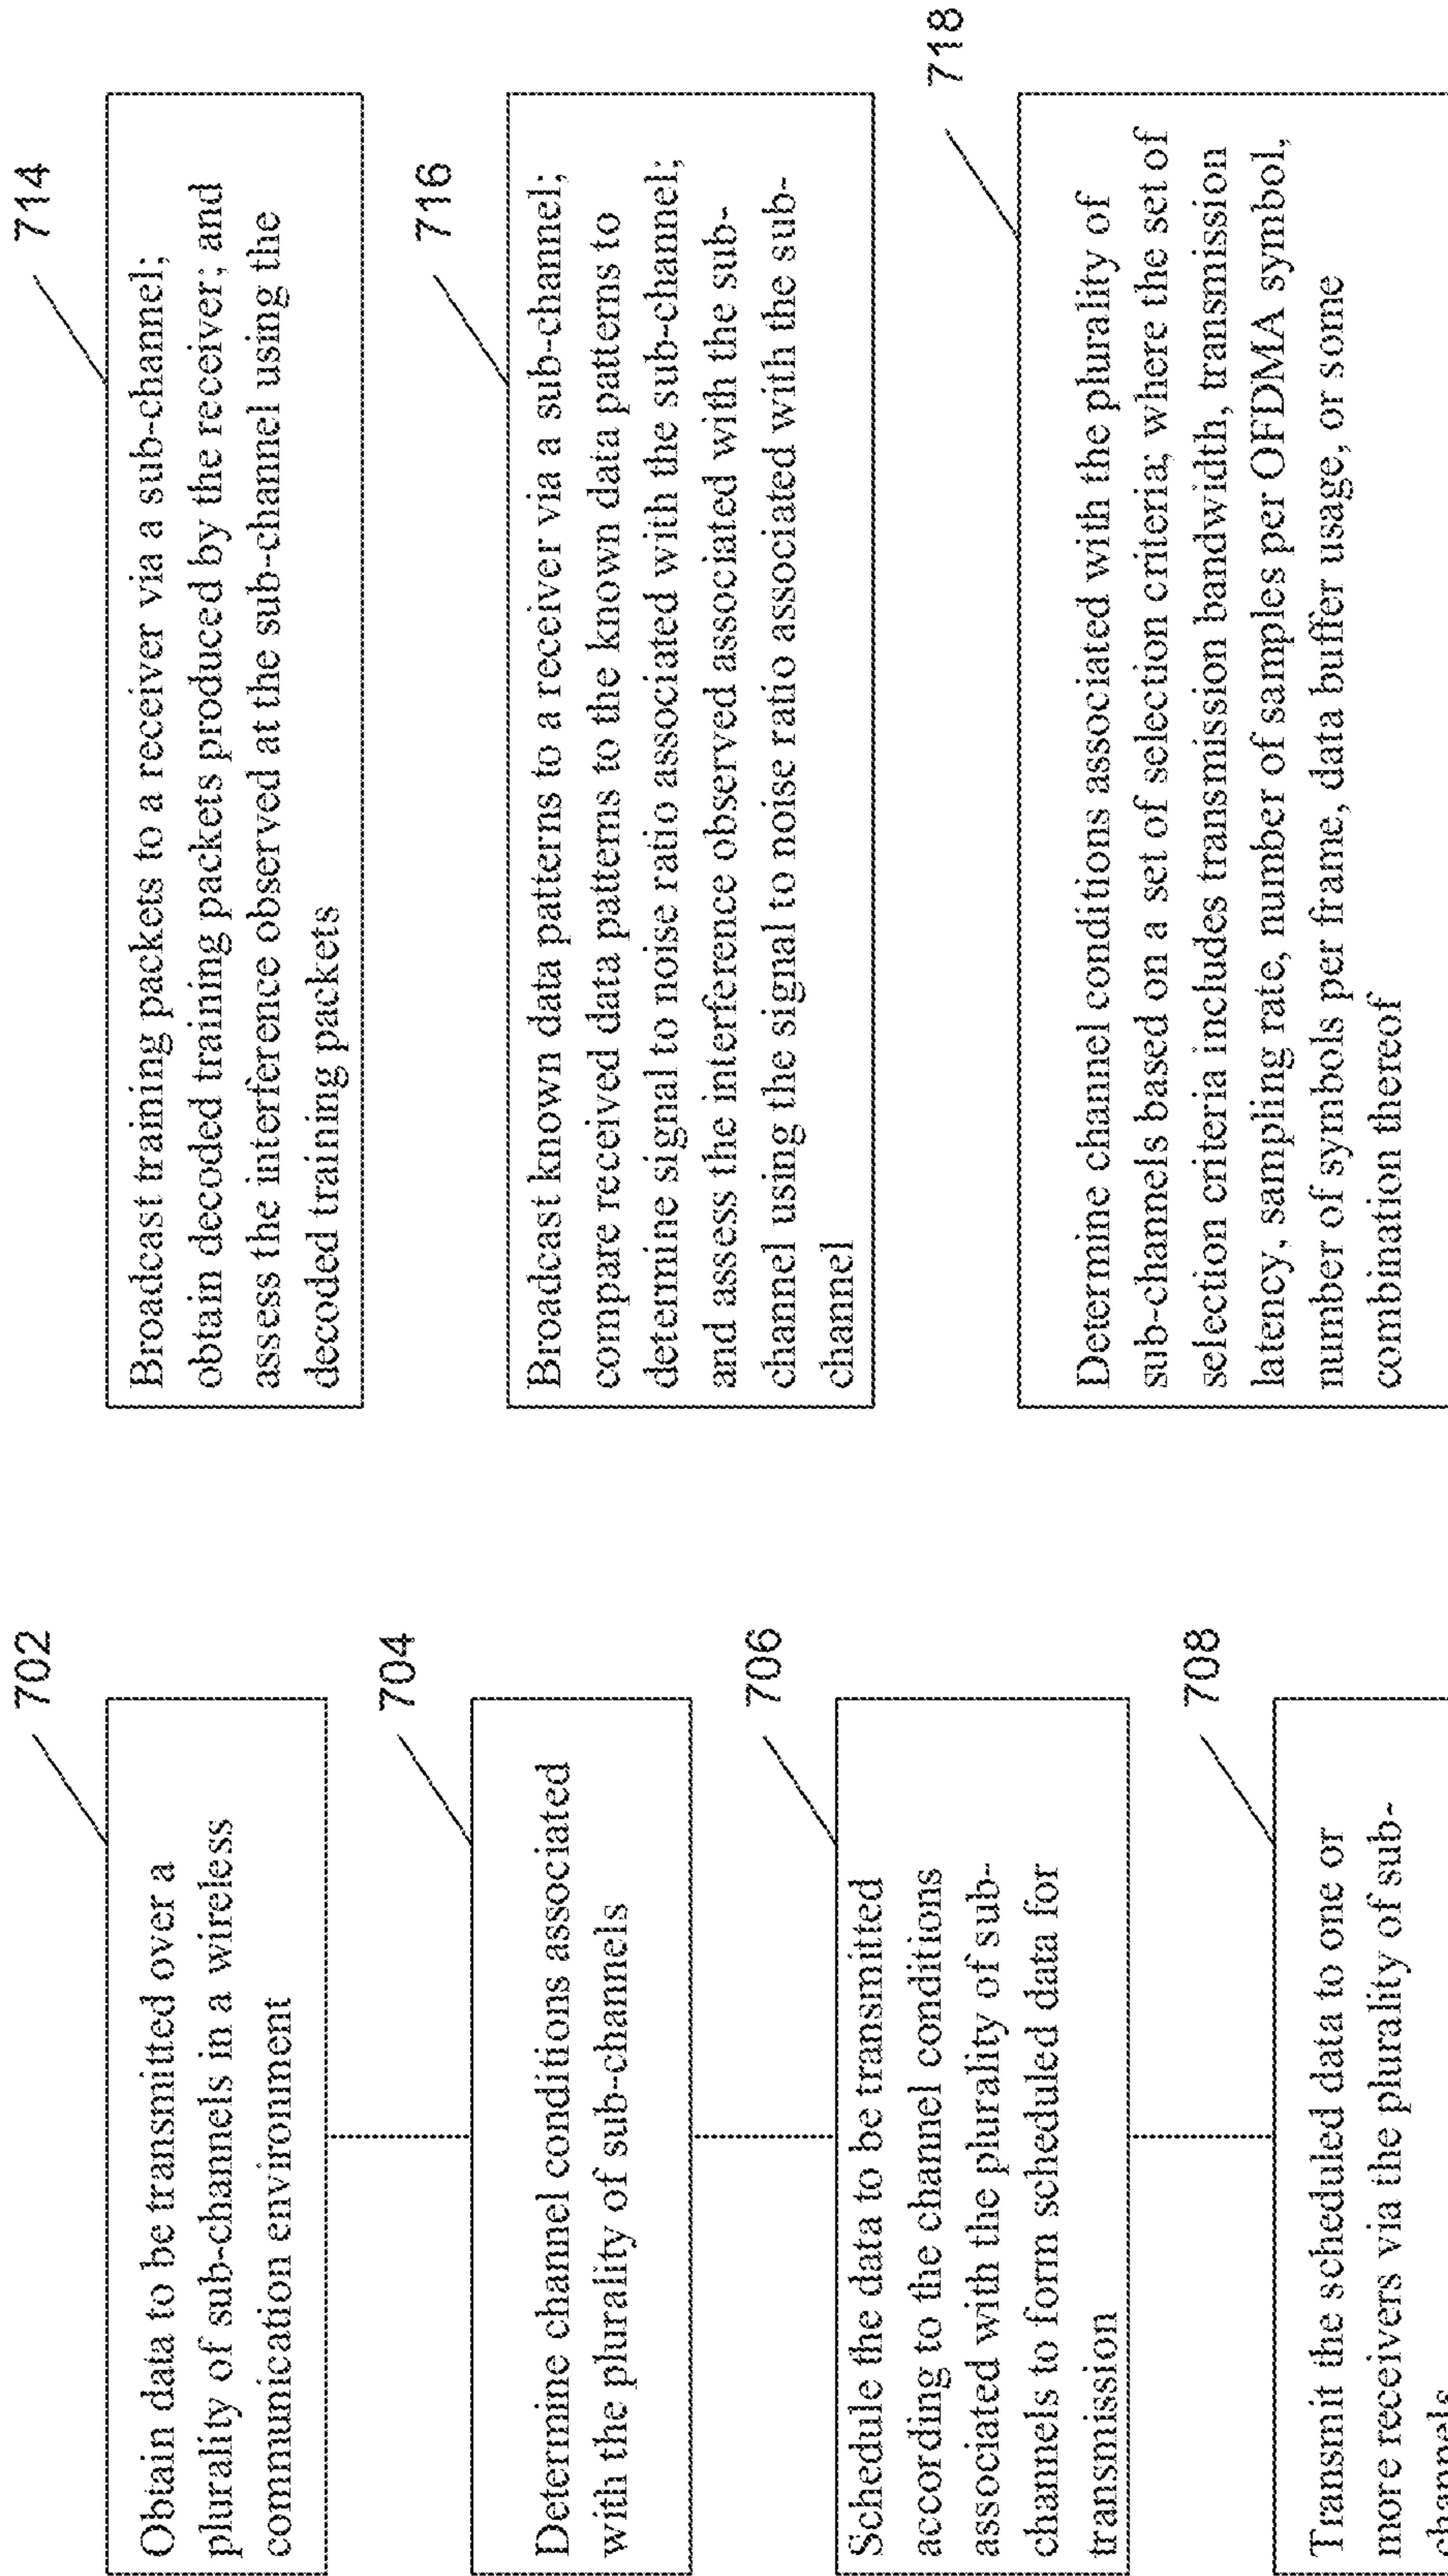 702
Obtain data to be transmitted over a
plurality of sub-channels in a wireless
communication environment
704
Determine channel conditions associated
with the plurality of sub-channels
706
Schedule the data to be transmitted
according to the channel conditions
associated with the plurality of sub-
channels to form scheduled data for
transmission
708
Transmit the scheduled data to one or
more receivers via the plurality of sub-
channels
714
Broadcast training packets to a receiver via a sub-channel;
obtain decoded training packets produced by the receiver; and
assess the interference observed at the sub-channel using the
decoded training packets
716
Broadcast known data patterns to a receiver via a sub-channel;
compare received data patterns to the known data patterns to
determine signal to noise ratio associated with the sub-channel;
and assess the interference observed associated with the sub-
channel using the signal to noise ratio associated with the sub-
channel
718
Determine channel conditions associated with the plurality of
sub-channels based on a set of selection criteria; where the set of
selection criteria includes transmission bandwidth, transmission
latency, sampling rate, number of samples per OFDMA symbol,
number of symbols per frame, data buffer usage, or some
combination thereof